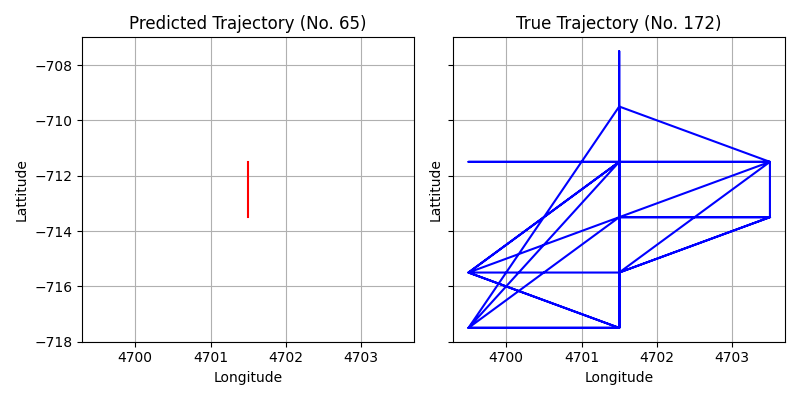 Predicted Trajectory (No. 65)
−708
−710
−712
−714
−716
−718
Lattitude
4700
4701
4702
4703
Longitude
True Trajectory (No. 172)
Lattitude
4700
4701
4702
4703
Longitude